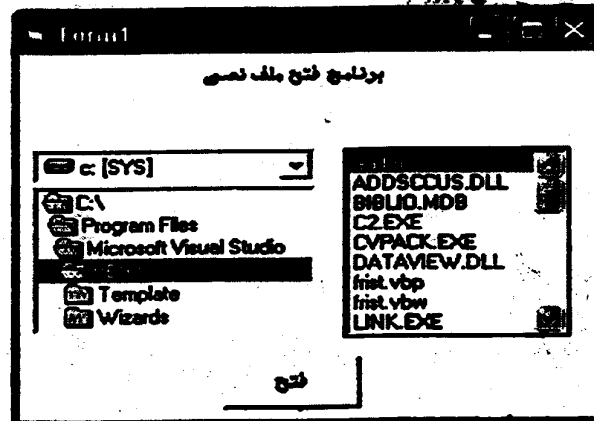 Form1
برنامج فتح ملف نصي
c: [SYS]
C:\
Program Files
Microsoft Visual Studio
Template
Wizards
ADDSCCUS.DLL
BIBLIO.MDB
C2.EXE
CVPACK.EXE
DATAVIEW.DLL
frist.vbp
frist.vbw
LINK.EXE
فتح